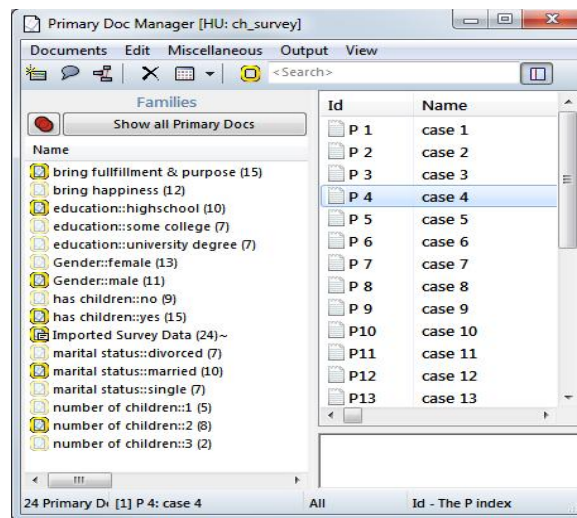 Primary Doc Manager [HU: ch_survey]
Documents Edit Miscellaneous Output View
<Search>
Families
Show all Primary Docs
Name
bring fullfillment & purpose (15)
bring happiness (12)
education::highschool (10)
education::some college (7)
education::university degree (7)
Gender::female (13)
Gender::male (11)
has children::no (9)
has children::yes (15)
Imported Survey Data (24)~
marital status::divorced (7)
marital status::married (10)
marital status::single (7)
number of children::1 (5)
number of children::2 (8)
number of children::3 (2)
Id Name
P 1 case 1
P 2 case 2
P 3 case 3
P 4 case 4
P 5 case 5
P 6 case 6
P 7 case 7
P 8 case 8
P 9 case 9
P10 case 10
P11 case 11
P12 case 12
P13 case 13
24 Primary D [1] P 4: case 4 All Id - The P index